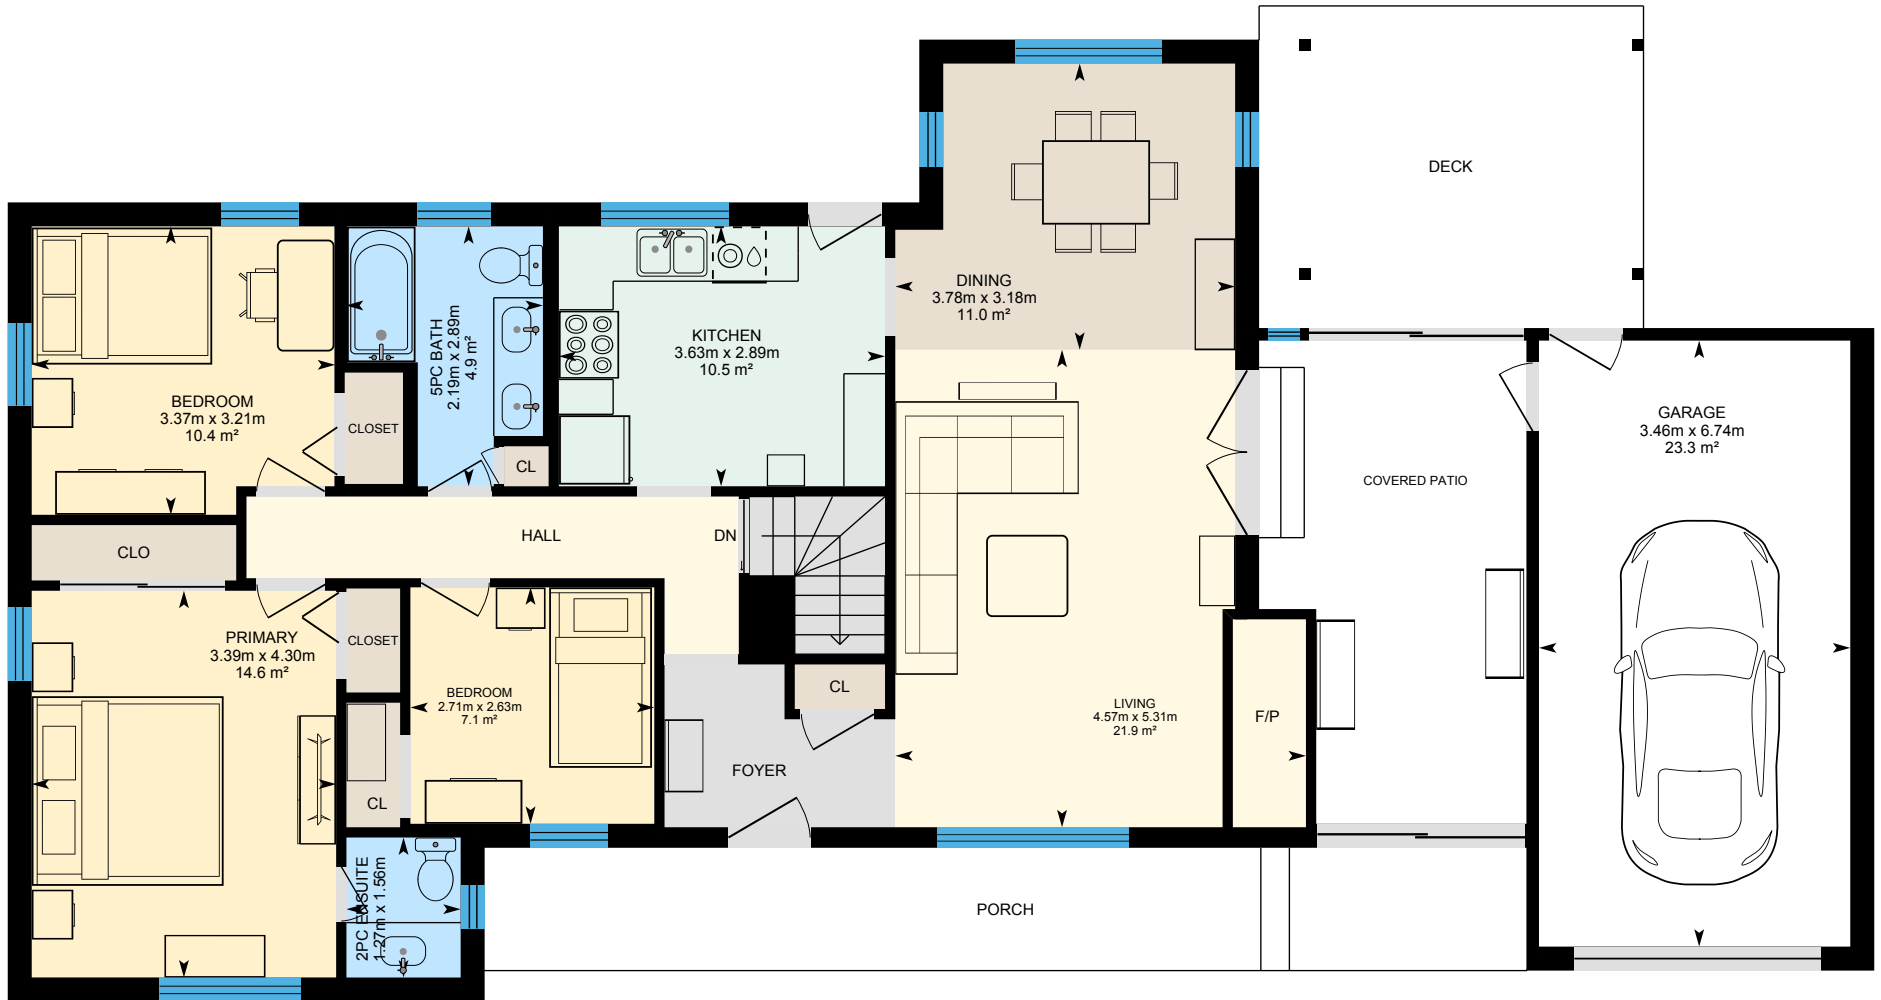 DECK
DINING
3.78m x 3.18m
11.0 m²
KITCHEN
3.63m x 2.89m
10.5 m²
5PC BATH
2.19m x 2.89m
4.9 m²
BEDROOM
3.37m x 3.21m
10.4 m²
CLOSET
CL
GARAGE
3.46m x 6.74m
23.3 m²
COVERED PATIO
CLO
HALL
DN
PRIMARY
3.39m x 4.30m
14.6 m²
CLOSET
BEDROOM
2.71m x 2.63m
7.1 m²
CL
CL
FOYER
LIVING
4.57m x 5.31m
21.9 m²
F/P
2PC ENSUITE
1.27m x 1.56m
PORCH